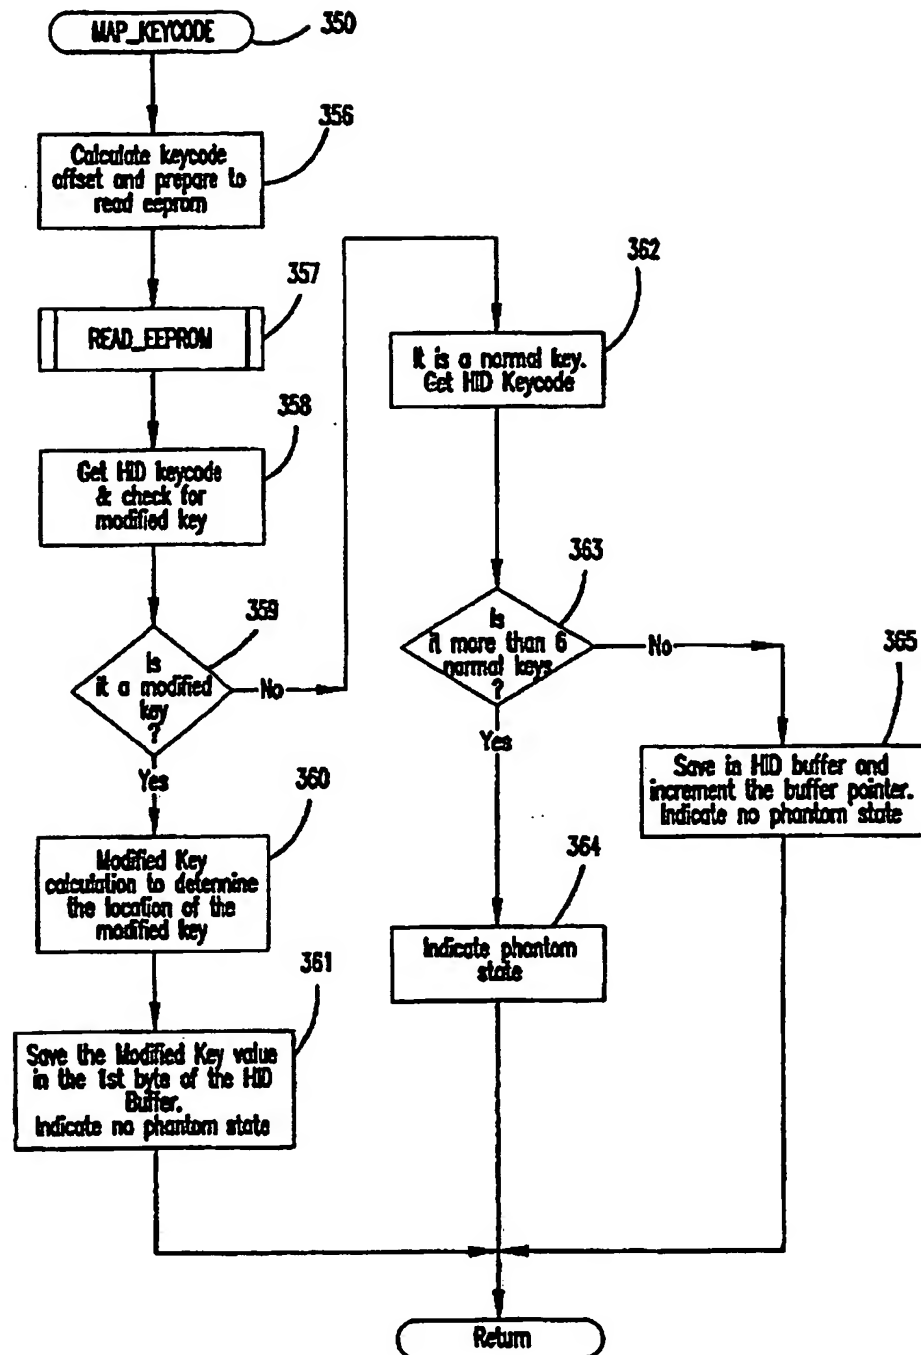 MAP_KEYCODE
350
356
Calculate keycode
offset and prepare to
read eeprom
357
READ_EEPROM
358
Get HID keycode
& check for
modified key
359
Is
it a modified
key
?
No
Yes
360
Modified Key
calculation to determine
the location of the
modified key
361
Save the Modified Key value
in the 1st byte of the HID
Buffer.
Indicate no phantom state
362
It is a normal key.
Get HID Keycode
363
Is
it more than 6
normal keys
?
No
Yes
364
Indicate phantom
state
365
Save in HID buffer and
increment the buffer pointer.
Indicate no phantom state
Return